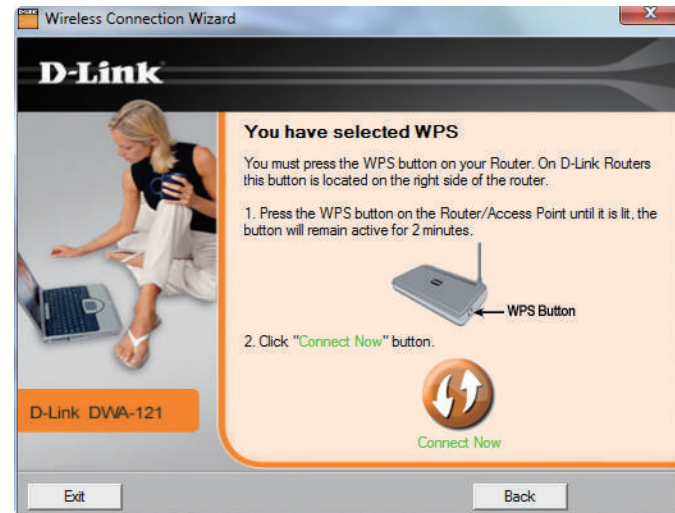 Wireless Connection Wizard
D-Link
You have selected WPS
You must press the WPS button on your Router. On D-Link Routers
this button is located on the right side of the router.
1. Press the WPS button on the Router/Access Point until it is lit, the
button will remain active for 2 minutes.
WPS Button
2. Click "Connect Now" button.
D-Link DWA-121
Connect Now
Exit
Back